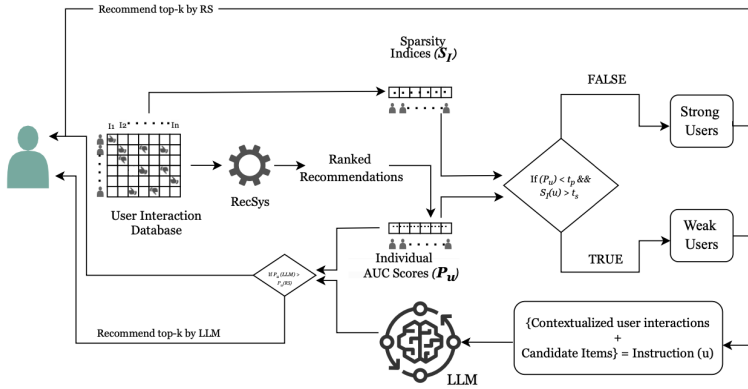 Recommend top-k by RS
Sparsity
Indices (S_I)
I1 I2 In
User Interaction
Database
RecSys
Ranked
Recommendations
FALSE
Strong
Users
If (P_u) < t_p &&
S_I(u) > t_s
Individual
AUC Scores (P_u)
TRUE
Weak
Users
If P_u (LLM) >
P_u(RS)
Recommend top-k by LLM
LLM
{Contextualized user interactions
+
Candidate Items} = Instruction (u)